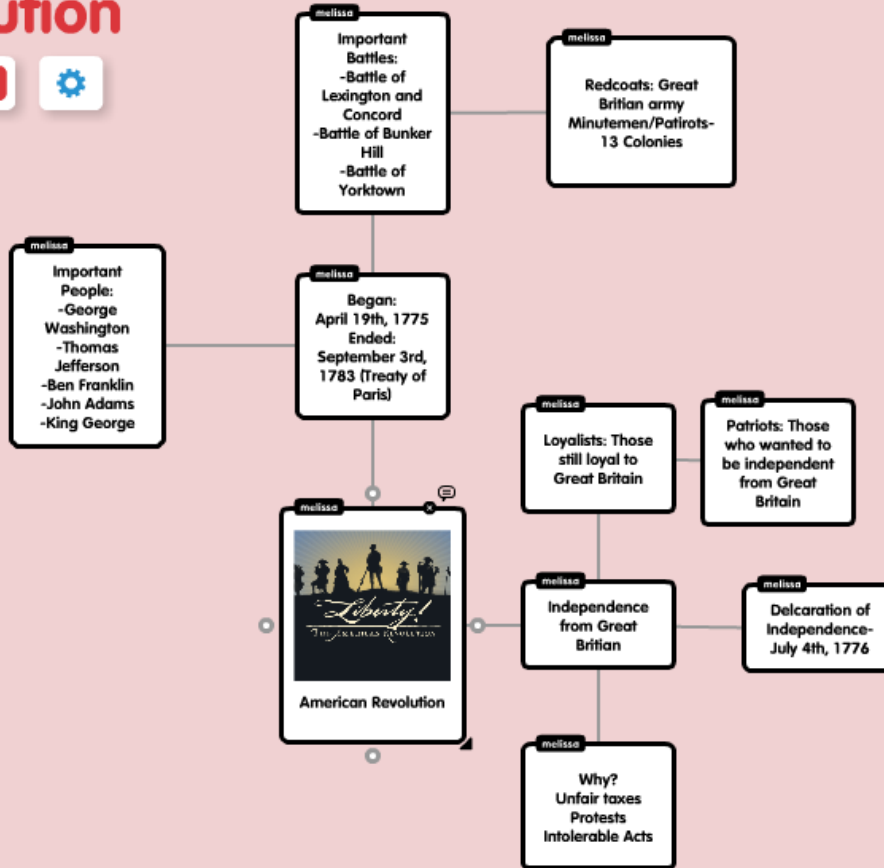 ution
melissa
Important
Battles:
-Battle of
Lexington and
Concord
-Battle of Bunker
Hill
-Battle of
Yorktown
melissa
Redcoats: Great
Britian army
Minutemen/Patirots-
13 Colonies
melissa
Important
People:
-George
Washington
-Thomas
Jefferson
-Ben Franklin
-John Adams
-King George
melissa
Began:
April 19th, 1775
Ended:
September 3rd,
1783 (Treaty of
Paris)
melissa
Loyalists: Those
still loyal to
Great Britain
melissa
Patriots: Those
who wanted to
be independent
from Great
Britain
melissa
Liberty!
The American Revolution
American Revolution
melissa
Independence
from Great
Britian
melissa
Delcaration of
Independence-
July 4th, 1776
melissa
Why?
Unfair taxes
Protests
Intolerable Acts